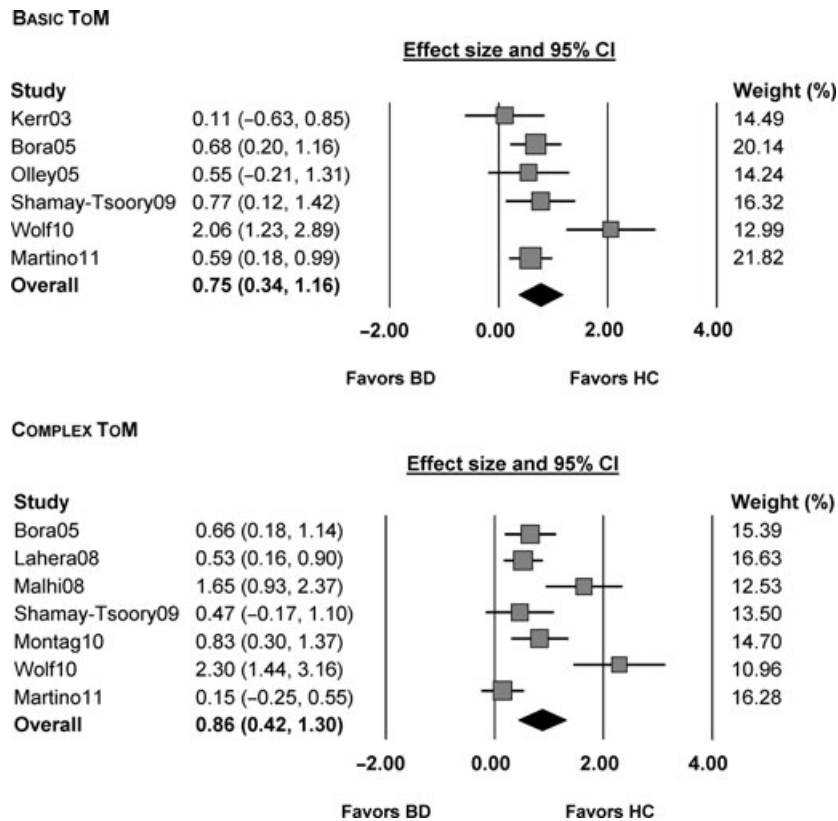 BASIC TOM
Effect size and 95% CI
Study Weight (%)
Kerr03 0.11 (−0.63, 0.85) 14.49
Bora05 0.68 (0.20, 1.16) 20.14
Olley05 0.55 (−0.21, 1.31) 14.24
Shamay-Tsoory09 0.77 (0.12, 1.42) 16.32
Wolf10 2.06 (1.23, 2.89) 12.99
Martino11 0.59 (0.18, 0.99) 21.82
Overall 0.75 (0.34, 1.16)
−2.00 0.00 2.00 4.00
Favors BD Favors HC
COMPLEX TOM
Effect size and 95% CI
Study Weight (%)
Bora05 0.66 (0.18, 1.14) 15.39
Lahera08 0.53 (0.16, 0.90) 16.63
Malhi08 1.65 (0.93, 2.37) 12.53
Shamay-Tsoory09 0.47 (−0.17, 1.10) 13.50
Montag10 0.83 (0.30, 1.37) 14.70
Wolf10 2.30 (1.44, 3.16) 10.96
Martino11 0.15 (−0.25, 0.55) 16.28
Overall 0.86 (0.42, 1.30)
−2.00 0.00 2.00 4.00
Favors BD Favors HC